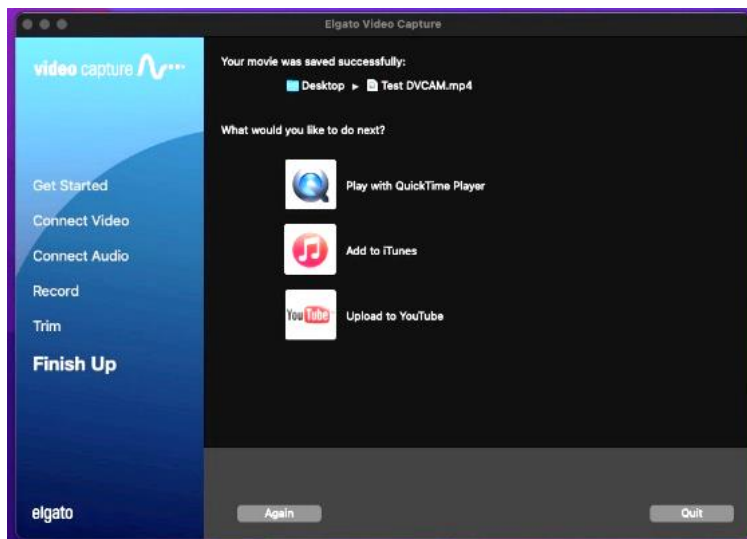 Elgato Video Capture
video capture
Your movie was saved successfully:
Desktop ▸ Test DVCAM.mp4
What would you like to do next?
Get Started
Play with QuickTime Player
Connect Video
Connect Audio
Add to iTunes
Record
YouTube
Upload to YouTube
Trim
Finish Up
elgato
Again
Quit